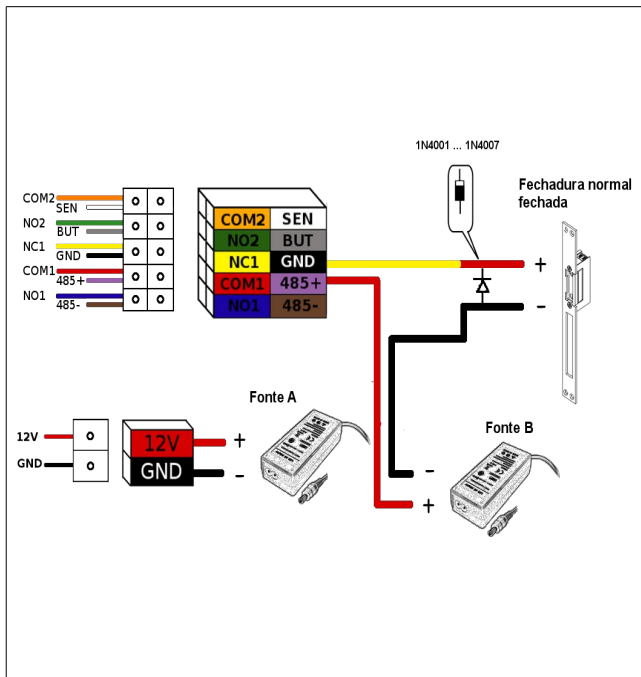 1N4001 ... 1N4007
Fechadura normal
fechada
COM2
SEN
NO2
BUT
NC1
GND
COM1
485+
NO1
485-
COM2 SEN
NO2 BUT
NC1 GND
COM1 485+
NO1 485-
+
-
Fonte A
Fonte B
12V
GND
12V
GND
+
-
-
+